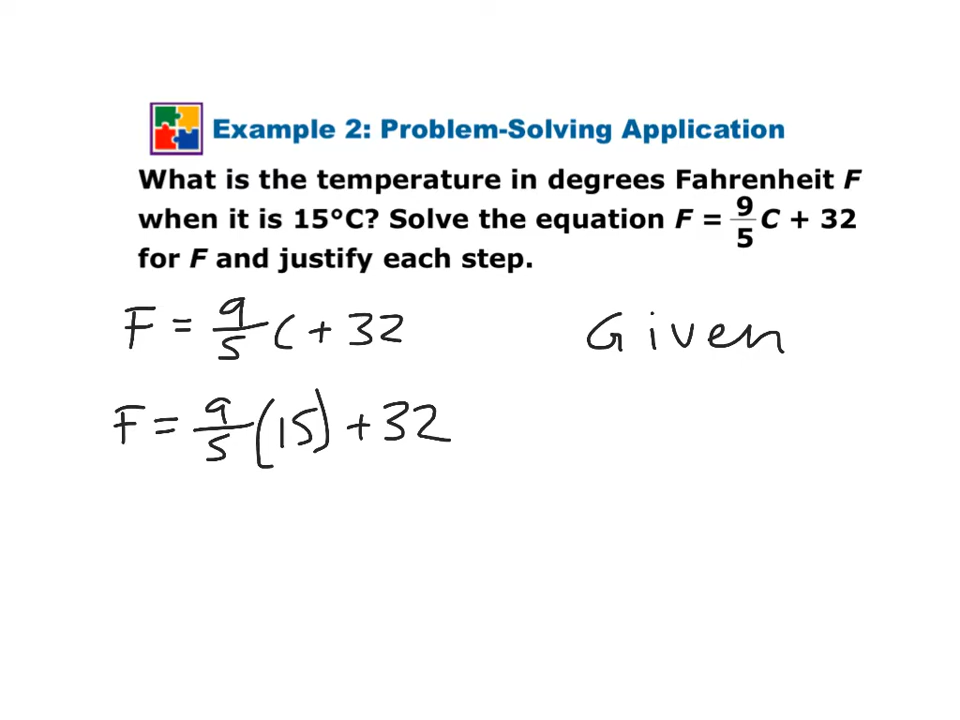 Example 2: Problem-Solving Application
What is the temperature in degrees Fahrenheit F
when it is 15°C? Solve the equation F = 9/5 C + 32
for F and justify each step.
F = 9/5 C + 32 Given
F = 9/5 (15) + 32